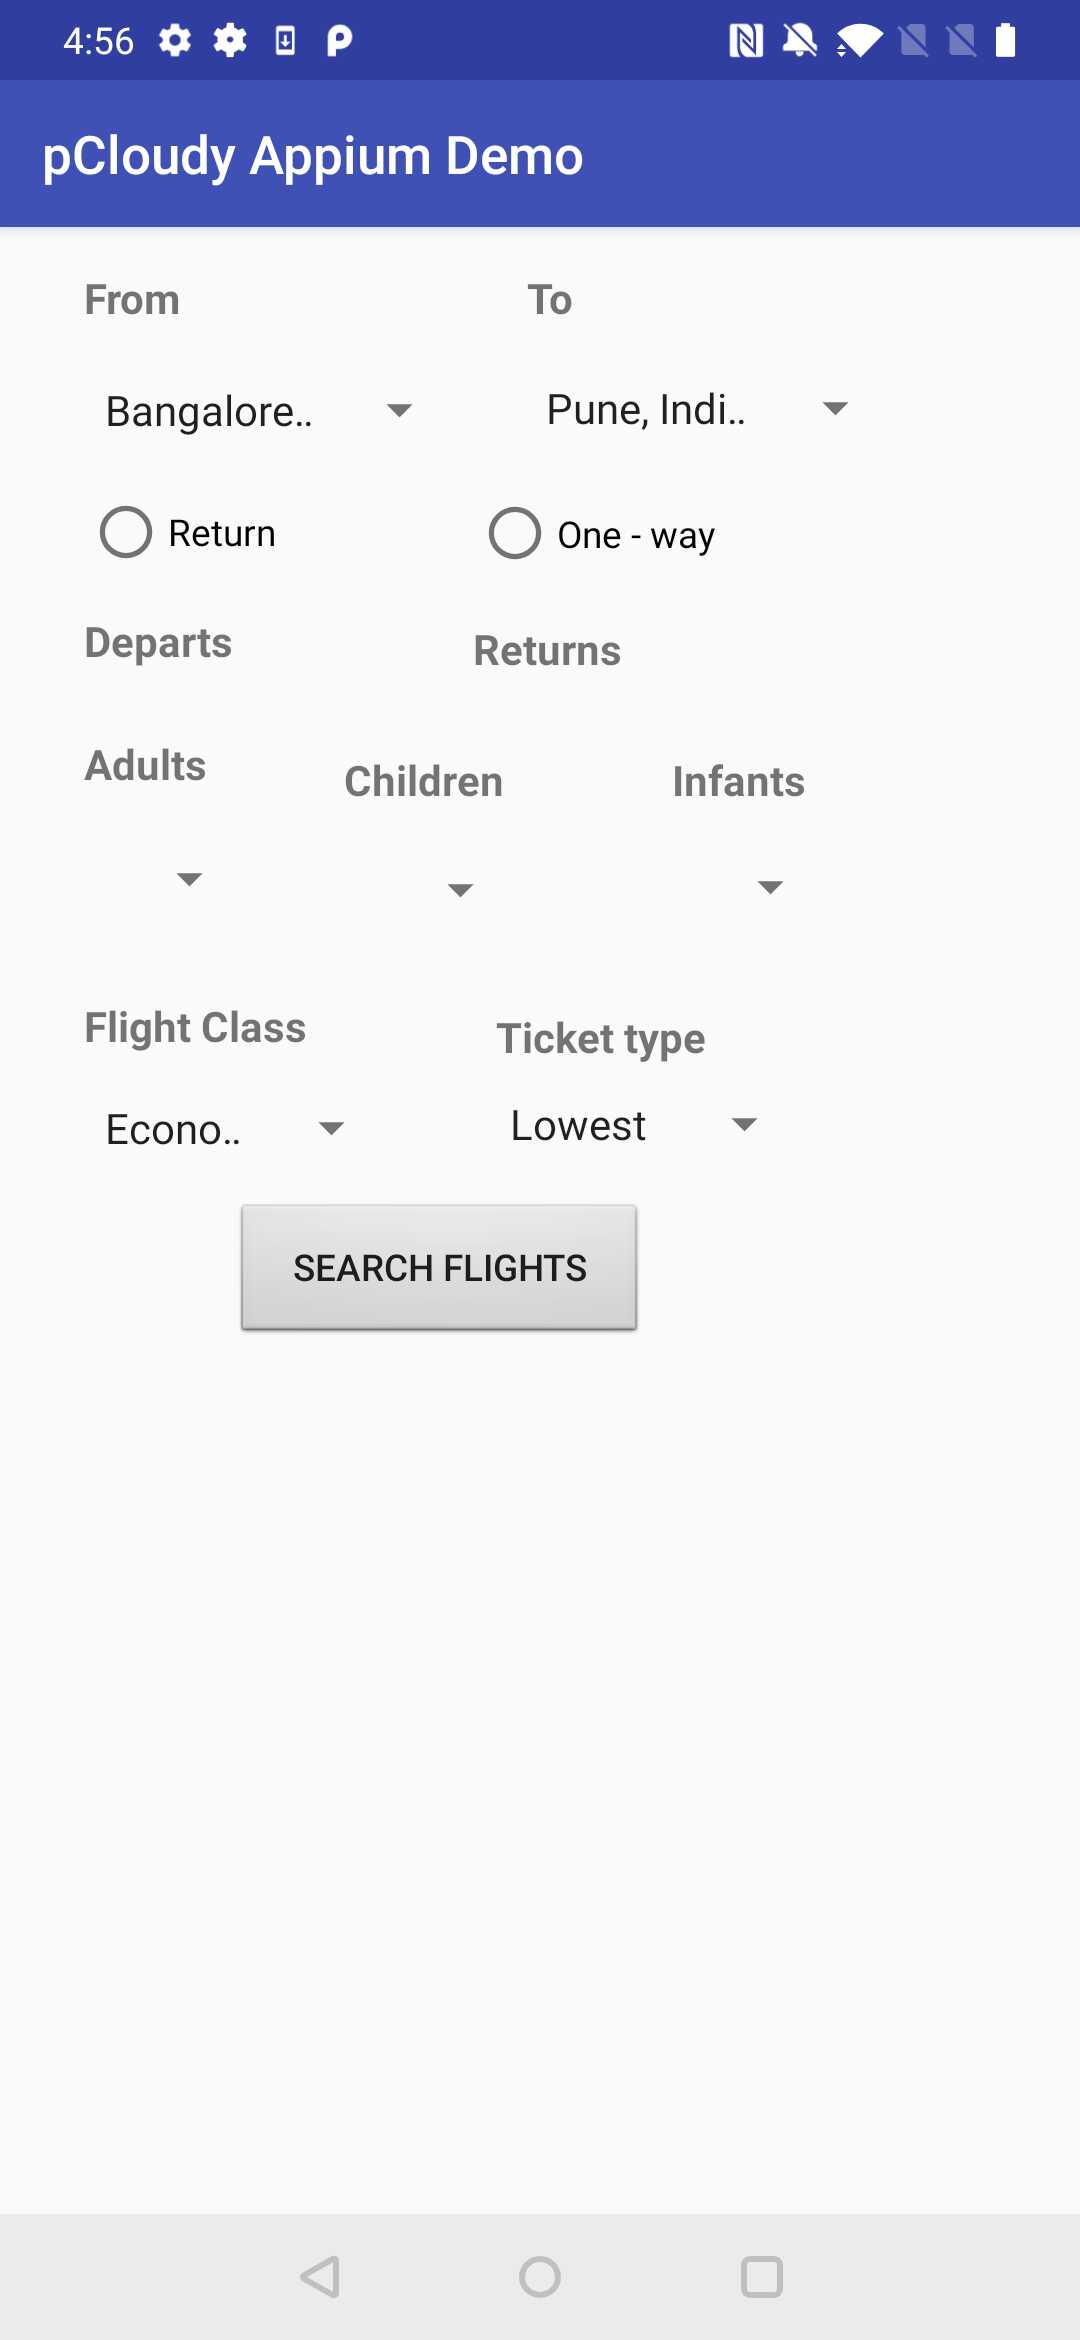 4:56
pCloudy Appium Demo
From To
Bangalore.. Pune, Indi..
Return One - way
Departs Returns
Adults Children Infants
Flight Class Ticket type
Econo.. Lowest
SEARCH FLIGHTS